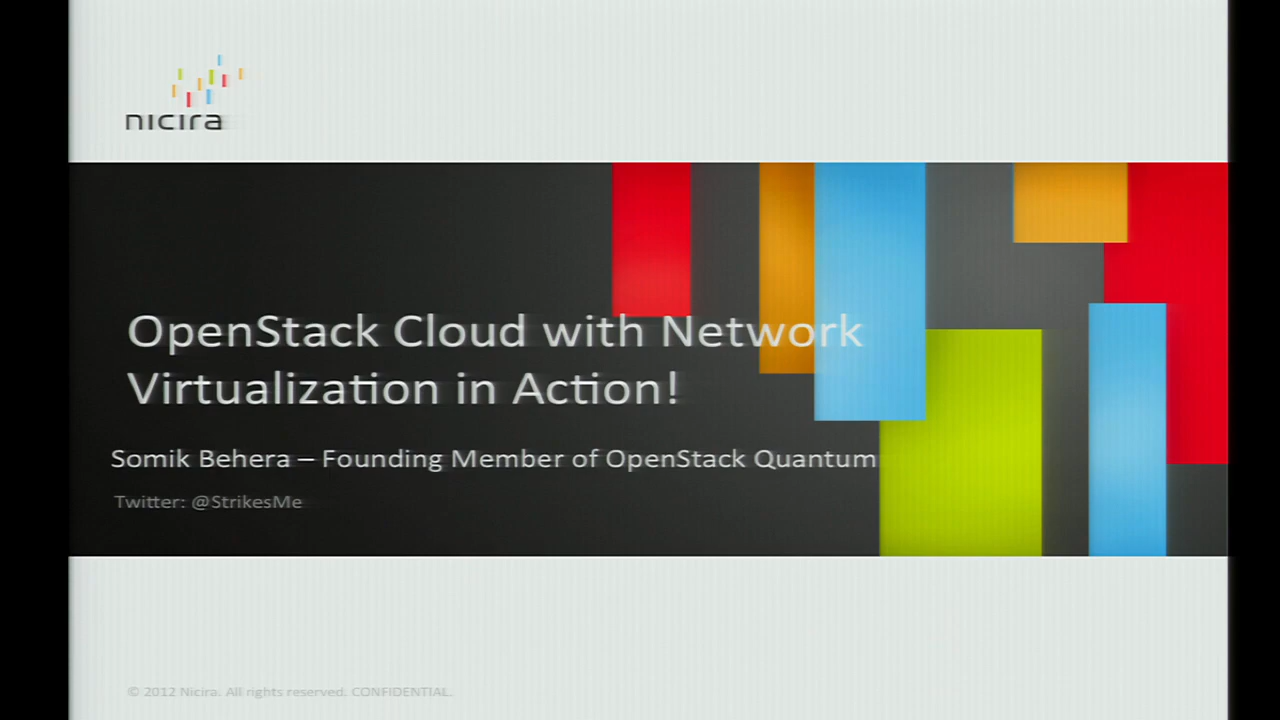 nicira
OpenStack Cloud with Network
Virtualization in Action!
Somik Behera – Founding Member of OpenStack Quantum
Twitter: @StrikesMe
© 2012 Nicira. All rights reserved. CONFIDENTIAL.